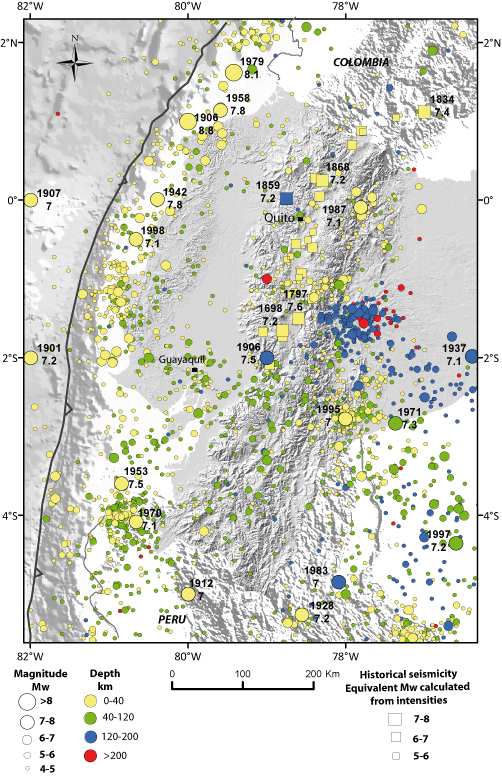 82°W
80°W
78°W
2°N
N
COLOMBIA
1979
8.1
1958
7.8
1834
7.4
1906
8.8
1868
7.2
1859
7.2
0°
1907
7
1942
7.8
Quito
1987
7.1
1998
7.1
1797
7.6
1698
7.2
1906
7.5
1937
7.1
1901
7.2
2°S
Guayaquil
1995
7
1971
7.3
1953
7.5
4°S
1970
7.1
1997
7.2
1983
7
1912
7
1928
7.2
PERU
82°W
80°W
78°W
Magnitude
Mw
>8
7-8
6-7
5-6
4-5
Depth
km
0-40
40-120
120-200
>200
0 100 200 Km
Historical seismicity
Equivalent Mw calculated
from intensities
7-8
6-7
5-6